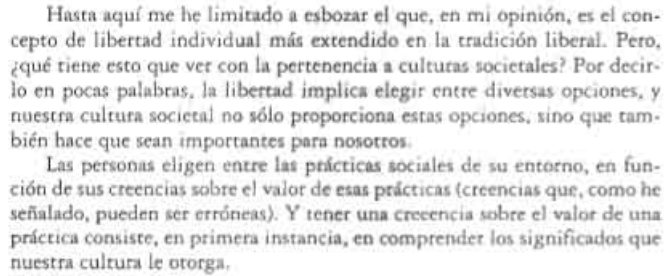 Hasta aquí me he limitado a esbozar el que, en mi opinión, es el con-
cepto de libertad individual más extendido en la tradición liberal. Pero,
¿qué tiene esto que ver con la pertenencia a culturas societales? Por decir-
lo en pocas palabras, la libertad implica elegir entre diversas opciones, y
nuestra cultura societal no sólo proporciona estas opciones, sino que tam-
bién hace que sean importantes para nosotros.
Las personas eligen entre las prácticas sociales de su entorno, en fun-
ción de sus creencias sobre el valor de esas prácticas (creencias que, como he
señalado, pueden ser erróneas). Y tener una creencia sobre el valor de una
práctica consiste, en primera instancia, en comprender los significados que
nuestra cultura le otorga.